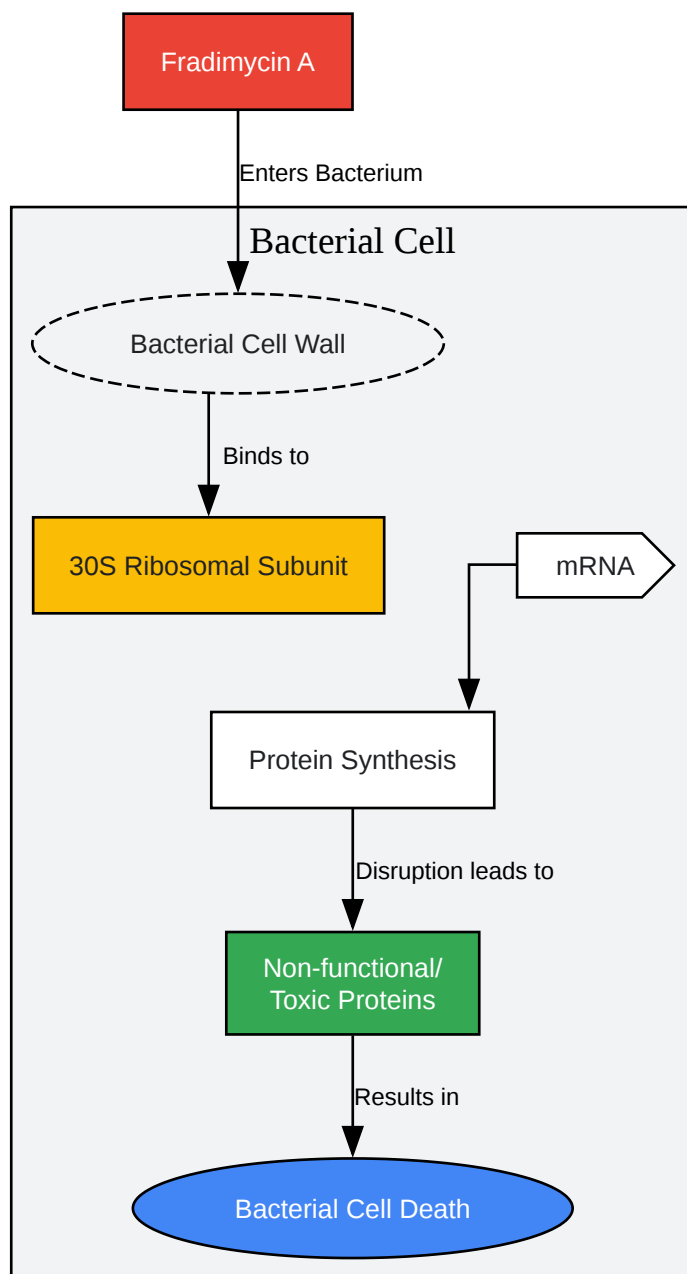 Fradimycin A
Enters Bacterium
Bacterial Cell
Bacterial Cell Wall
Binds to
30S Ribosomal Subunit
mRNA
Protein Synthesis
Disruption leads to
Non-functional/
Toxic Proteins
Results in
Bacterial Cell Death